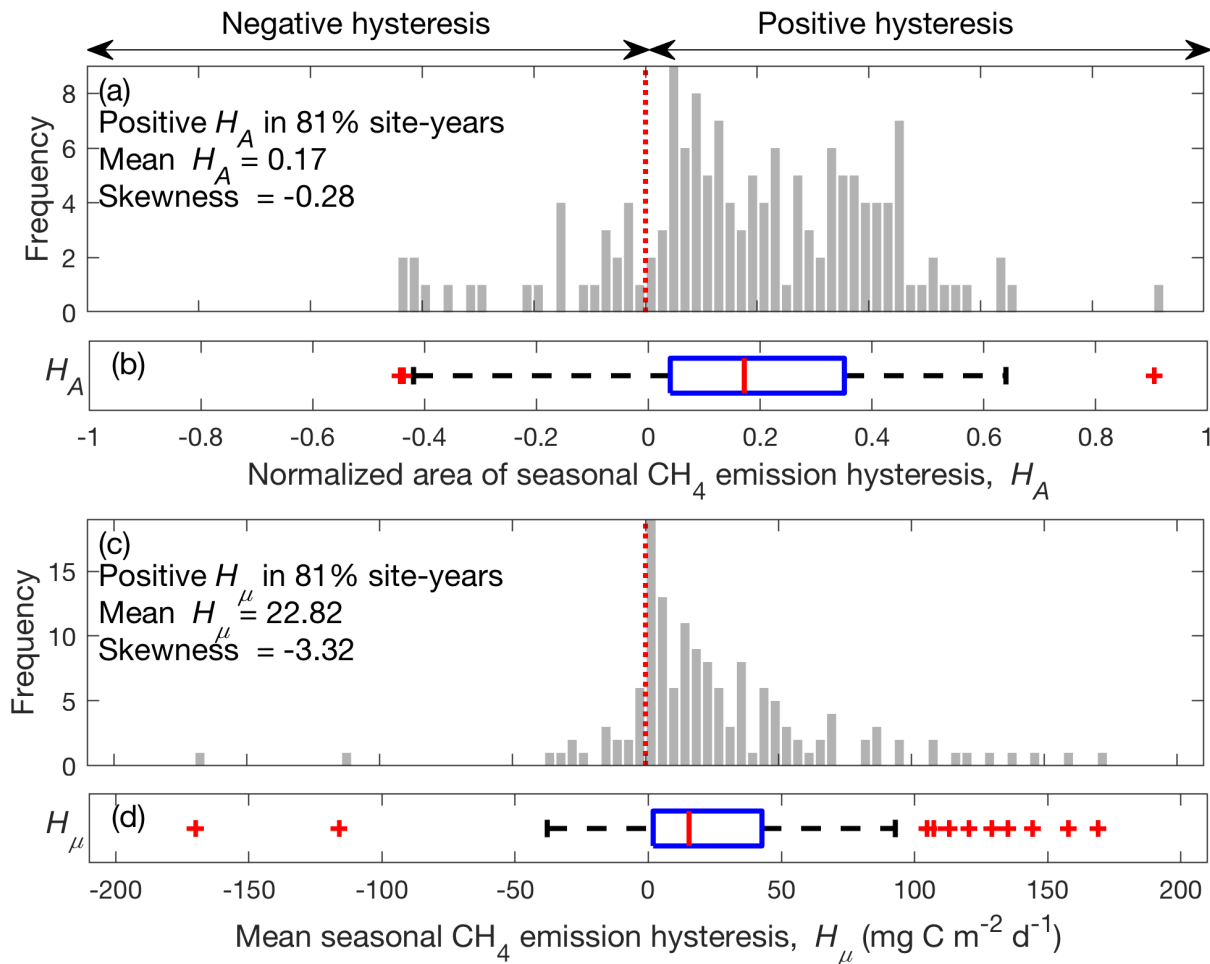 Negative hysteresis Positive hysteresis
(a)
Positive H_A in 81% site-years
Mean H_A = 0.17
Skewness = -0.28
Frequency
8
6
4
2
0
H_A
(b)
-1 -0.8 -0.6 -0.4 -0.2 0 0.2 0.4 0.6 0.8 1
Normalized area of seasonal CH_4 emission hysteresis, H_A
(c)
Positive H_μ in 81% site-years
Mean H_μ = 22.82
Skewness = -3.32
Frequency
15
10
5
0
H_μ
(d)
-200 -150 -100 -50 0 50 100 150 200
Mean seasonal CH_4 emission hysteresis, H_μ (mg C m^-2 d^-1)